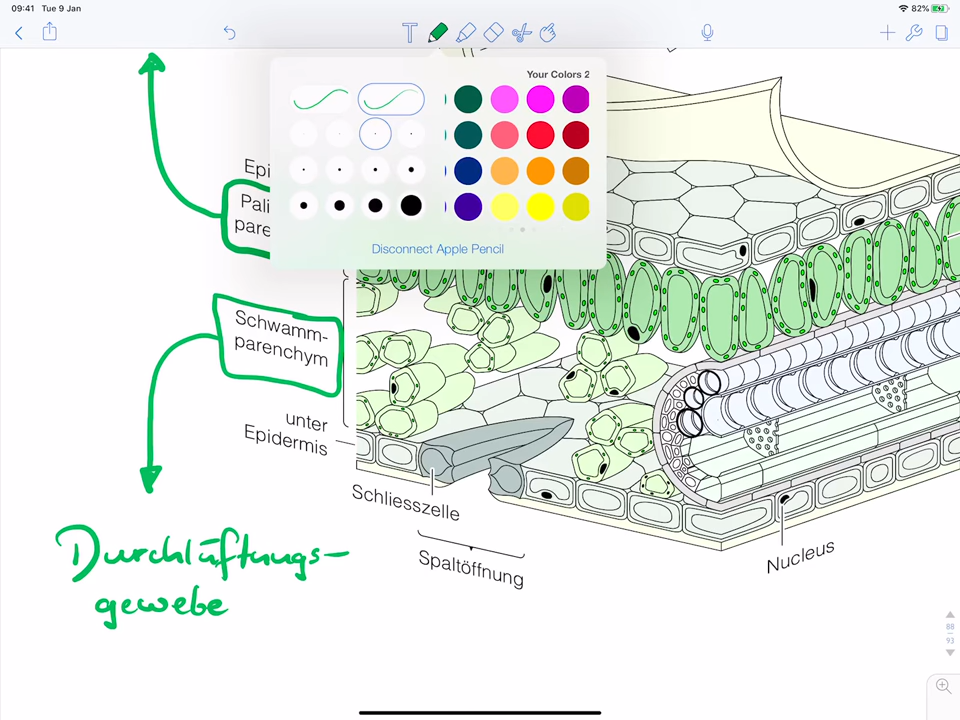 09:41 Tue 9 Jan
82%
T
Your Colors 2
Disconnect Apple Pencil
Epi
Pali
pare
Schwamm-
parenchym
unter
Epidermis
Schliesszelle
Spaltöffnung
Nucleus
Durchlüftungs-
gewebe
88
93